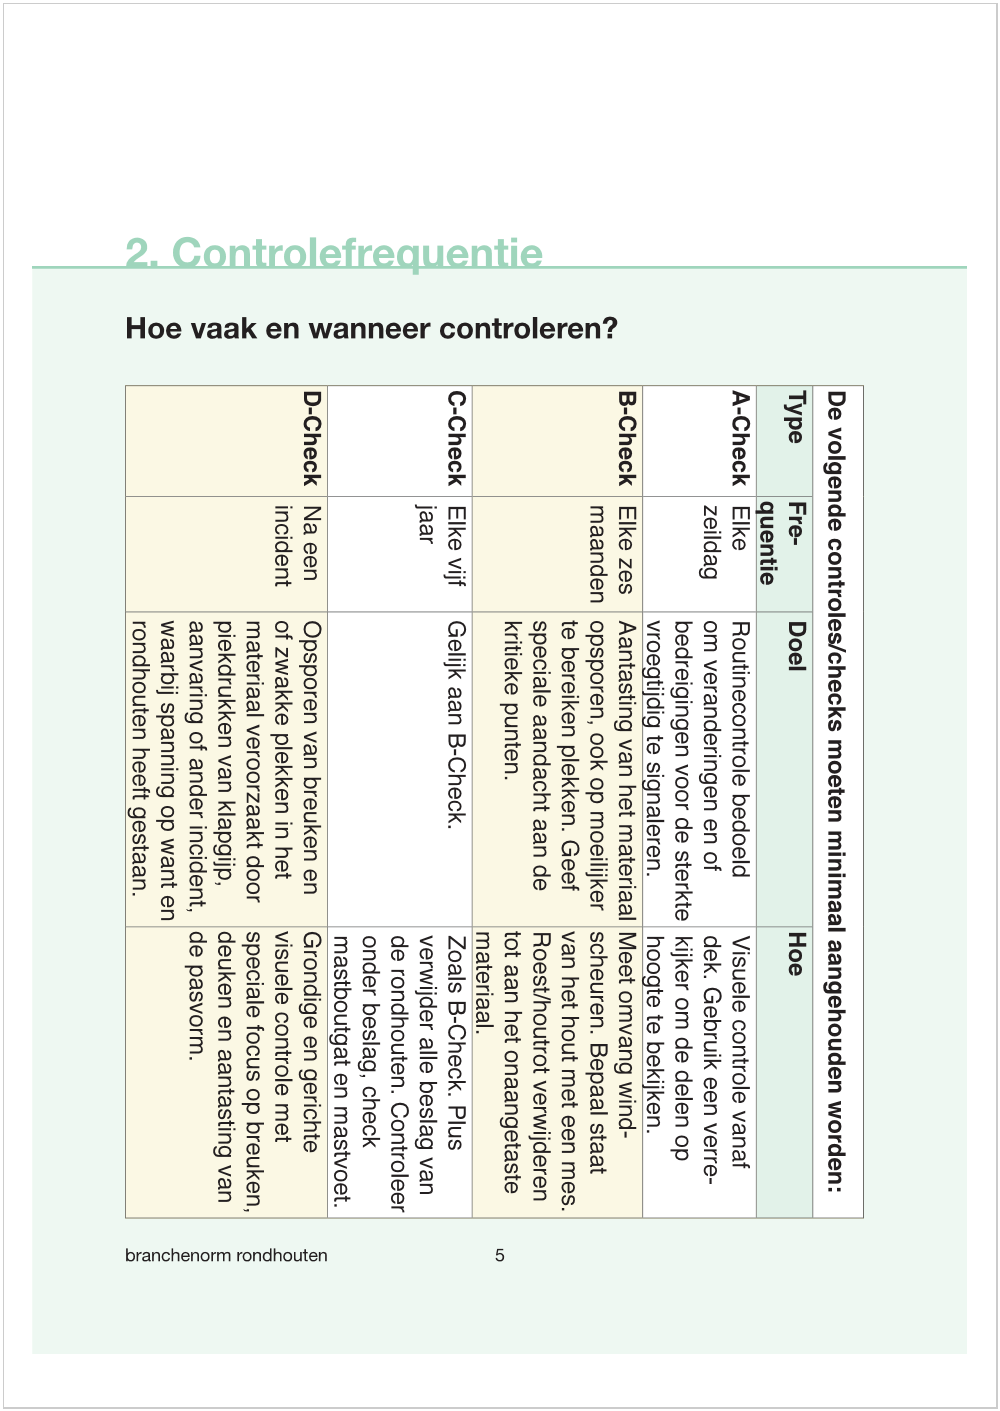 2. Controlefrequentie
Hoe vaak en wanneer controleren?
De volgende controles/checks moeten minimaal aangehouden worden:
Type
Fre-
quentie
Doel
Hoe
A-Check
Elke
zeildag
Routinecontrole bedoeld
om veranderingen en of
bedreigingen voor de sterkte
vroegtijdig te signaleren.
Visuele controle vanaf
dek. Gebruik een verre-
kijker om de delen op
hoogte te bekijken.
B-Check
Elke zes
maanden
Aantasting van het materiaal
opsporen, ook op moeilijker
te bereiken plekken. Geef
speciale aandacht aan de
kritieke punten.
Meet omvang wind-
scheuren. Bepaal staat
van het hout met een mes.
Roest/houtrot verwijderen
tot aan het onaangetaste
materiaal.
C-Check
Elke vijf
jaar
Gelijk aan B-Check.
Zoals B-Check. Plus
verwijder alle beslag van
de rondhouten. Controleer
onder beslag, check
mastboutgat en mastvoet.
D-Check
Na een
incident
Opsporen van breuken en
of zwakke plekken in het
materiaal veroorzaakt door
piekdrukken van klapgijp,
aanvaring of ander incident,
waarbij spanning op want en
rondhouten heeft gestaan.
Grondige en gerichte
visuele controle met
speciale focus op breuken,
deuken en aantasting van
de pasvorm.
branchenorm rondhouten
5